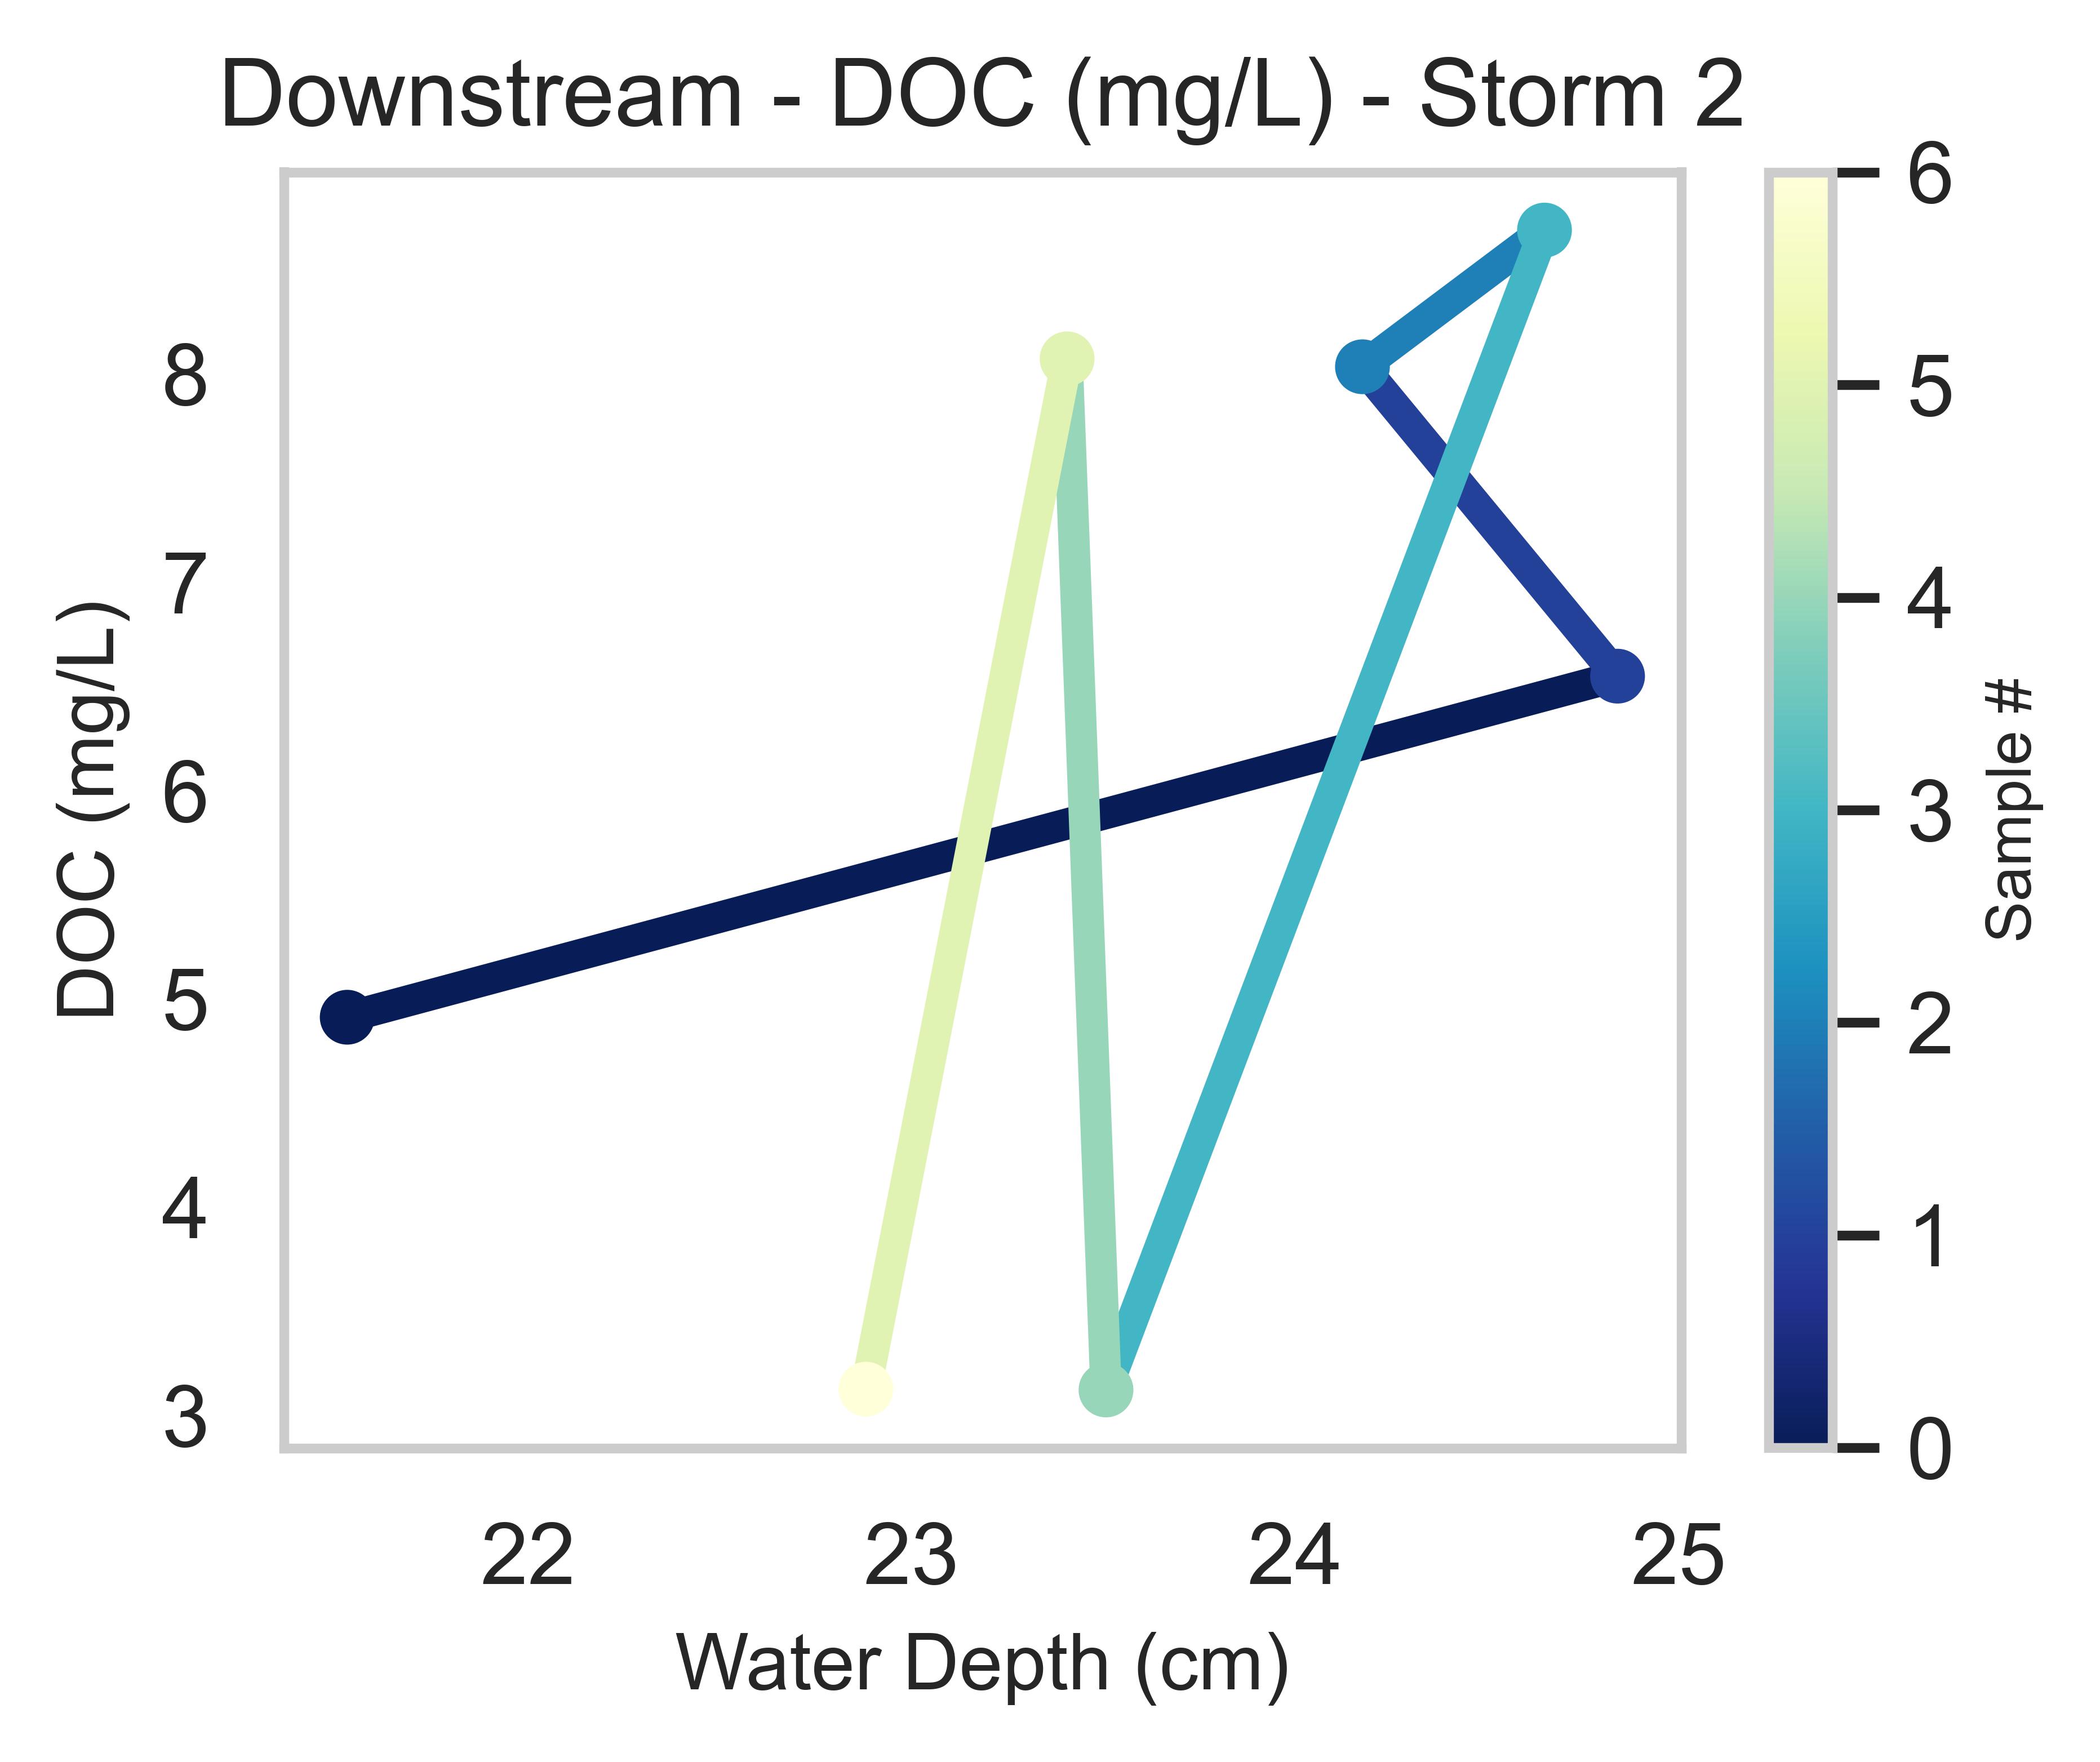 Downstream - DOC (mg/L) - Storm 2
DOC (mg/L)
8
7
6
5
4
3
22 23 24 25
Water Depth (cm)
6
5
4
3
2
1
0
Sample #